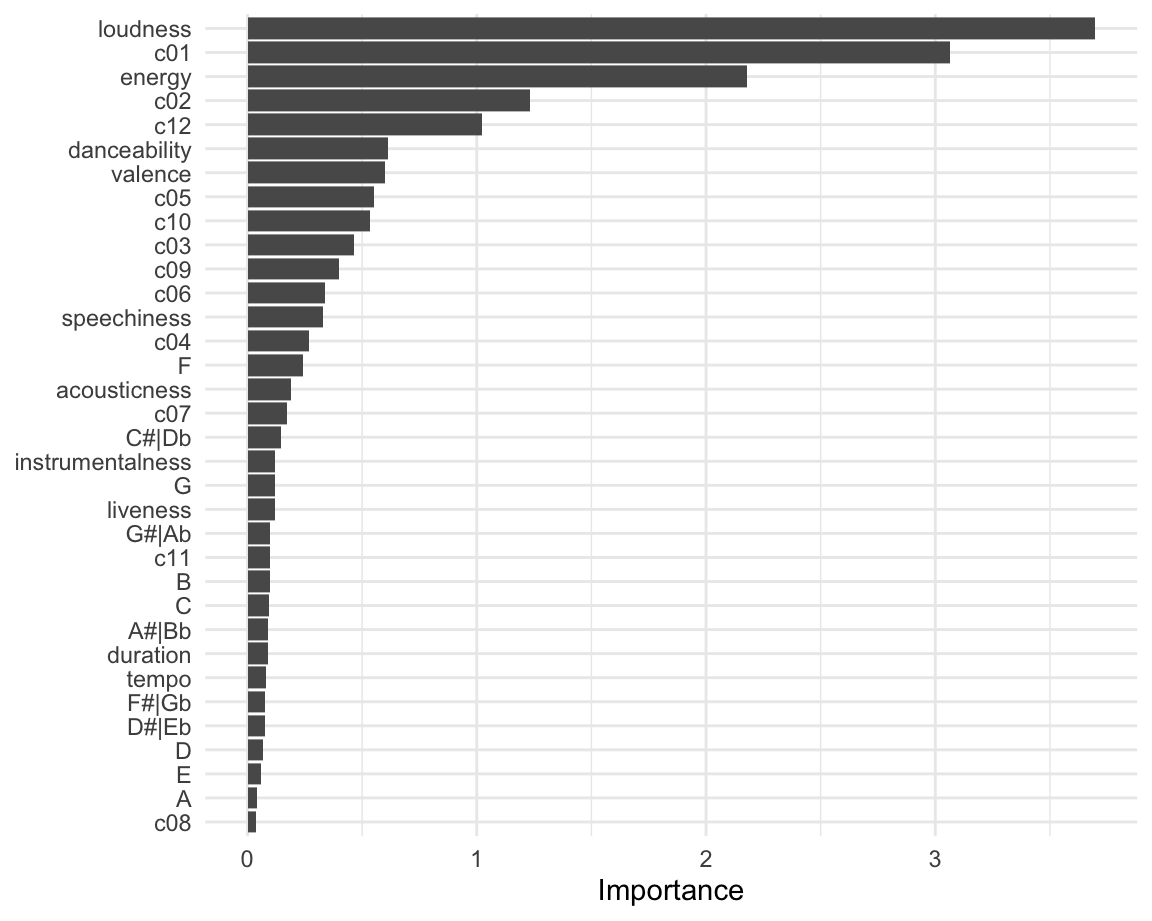 loudness
c01
energy
c02
c12
danceability
valence
c05
c10
c03
c09
c06
speechiness
c04
F
acousticness
c07
C#|Db
instrumentalness
G
liveness
G#|Ab
c11
B
C
A#|Bb
duration
tempo
F#|Gb
D#|Eb
D
E
A
c08
0 1 2 3
Importance